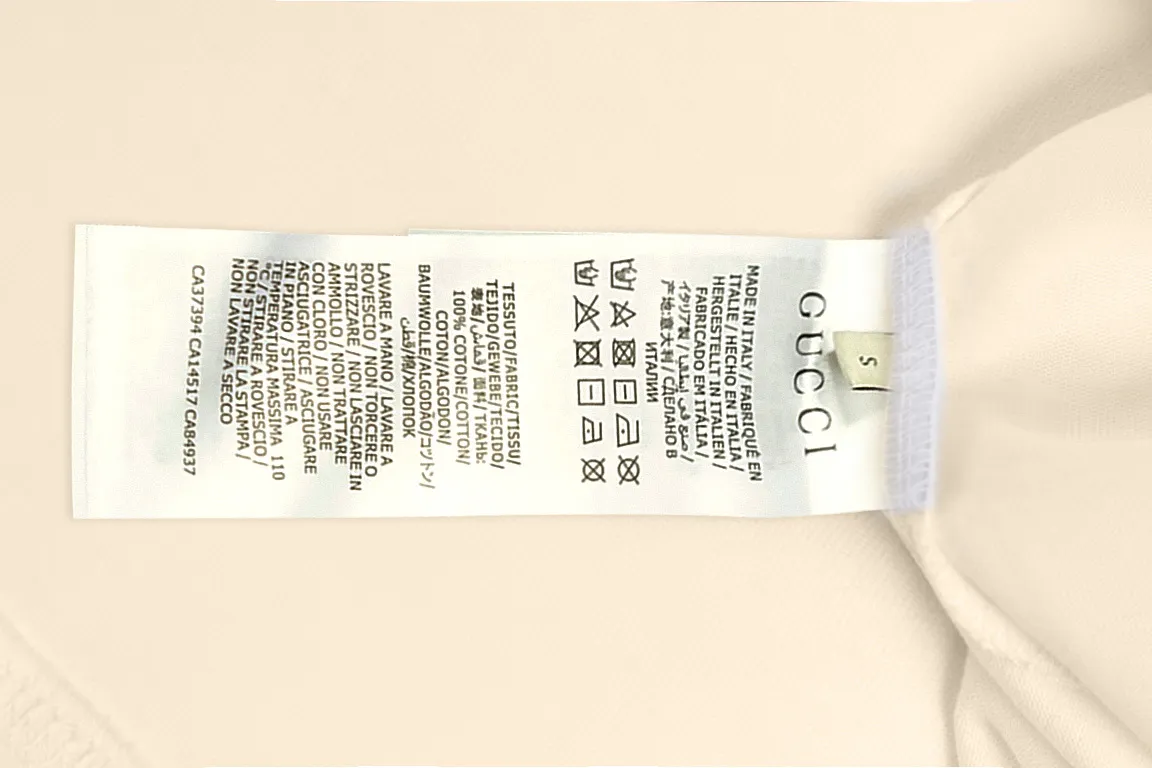 S
GUCCI
MADE IN ITALY / FABRIQUÉ EN
ITALIE / HECHO EN ITALIA /
HERGESTELLT IN ITALIEN /
FABRICADO EM ITÁLIA /
イタリア製 / صنع في إيطاليا /
产地:意大利 / СДЕЛАНО В
ИТАЛИИ
TESSUTO/FABRIC/TISSU/
TEJIDO/GEWEBE/TECIDO/
表地/قماش/面料/ТКАНЬ:
100% COTONE/COTTON/
COTON/ALGODÓN/
BAUMWOLLE/ALGODÃO/コットン/
قطن/棉/ХЛОПОК
LAVARE A MANO / LAVARE A
ROVESCIO / NON TORCERE O
STRIZZARE / NON LASCIARE IN
AMMOLLO / NON TRATTARE
CON CLORO / NON USARE
ASCIUGATRICE / ASCIUGARE
IN PIANO / STIRARE A
TEMPERATURA MASSIMA 110
°C / STIRARE A ROVESCIO /
NON STIRARE LA STAMPA /
NON LAVARE A SECCO
CA37394 CA14517 CA84937